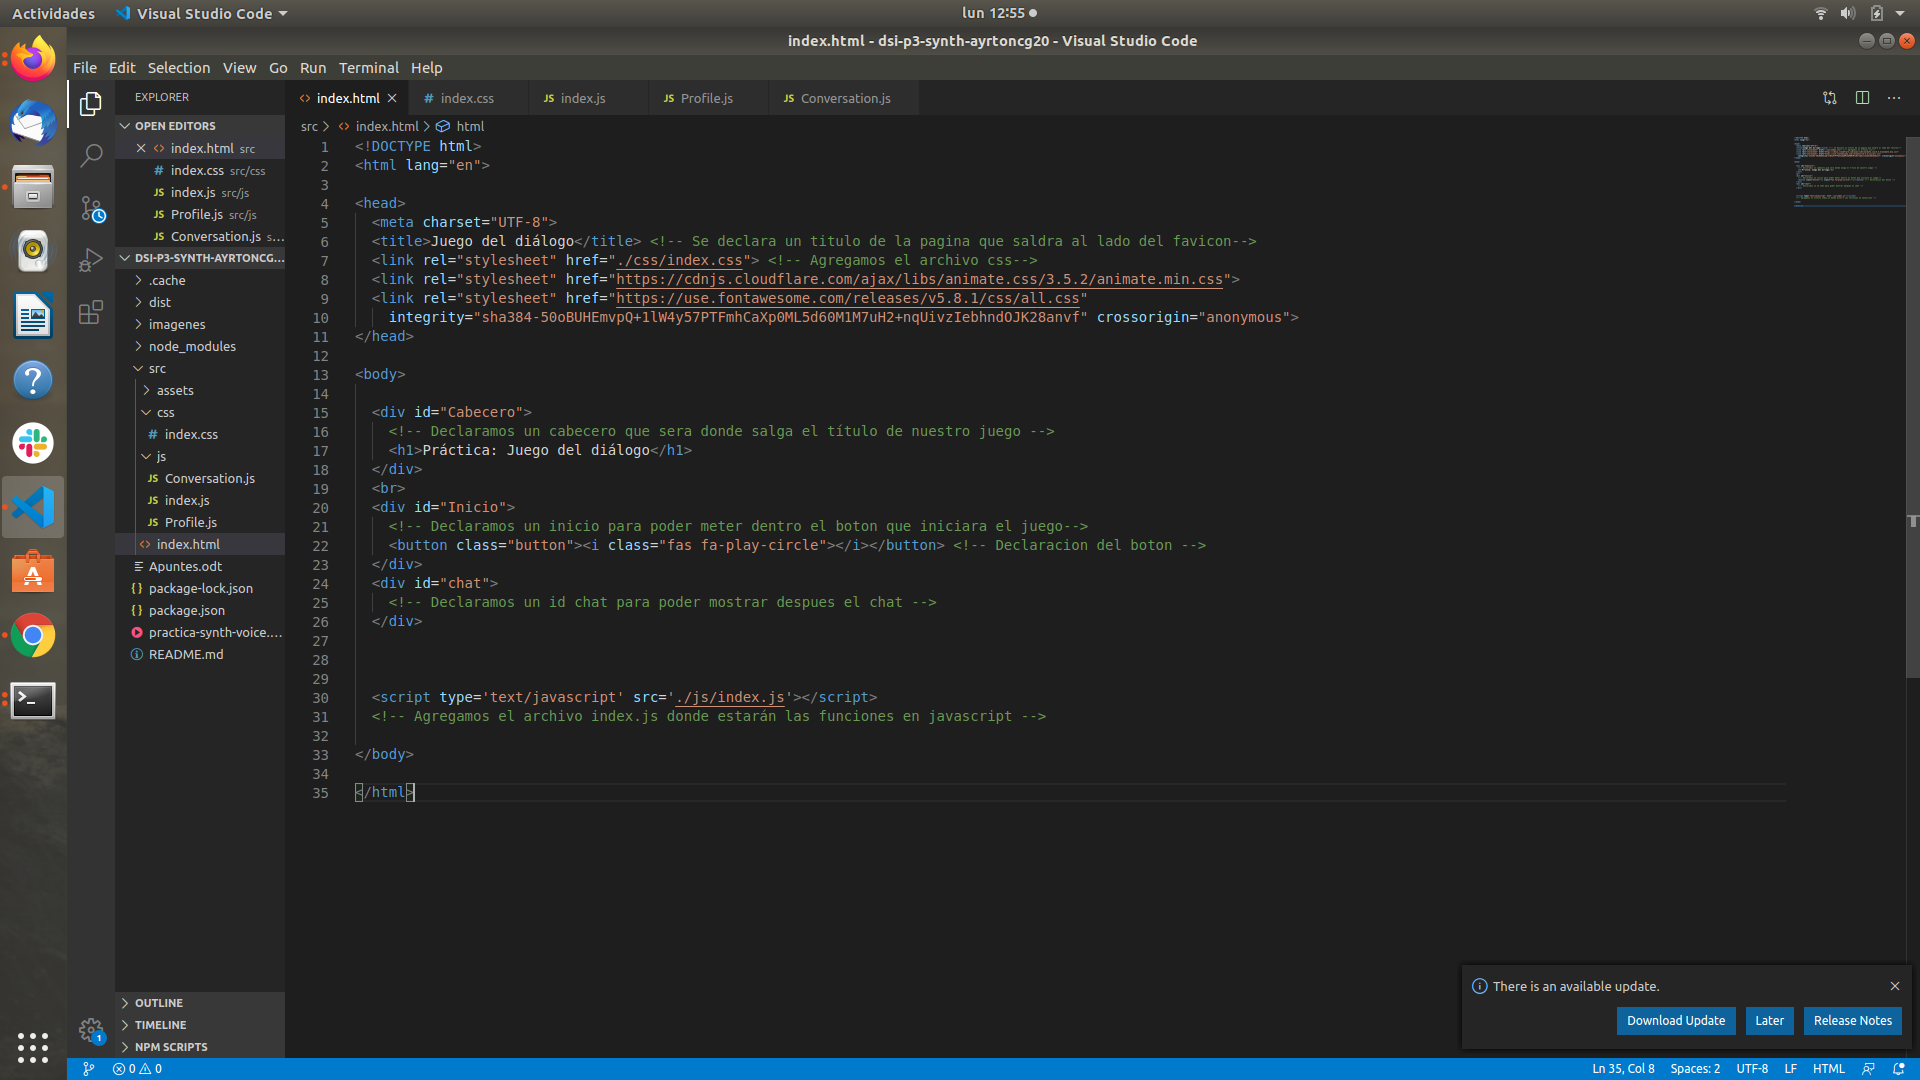 Actividades
Visual Studio Code
lun 12:55
index.html - dsi-p3-synth-ayrtoncg20 - Visual Studio Code
File Edit Selection View Go Run Terminal Help
EXPLORER
OPEN EDITORS
index.html src
# index.css src/css
JS index.js src/js
JS Profile.js src/js
JS Conversation.js s...
DSI-P3-SYNTH-AYRTONCG...
.cache
dist
imagenes
node_modules
src
assets
css
# index.css
js
JS Conversation.js
JS index.js
JS Profile.js
index.html
Apuntes.odt
{} package-lock.json
{} package.json
practica-synth-voice....
README.md
OUTLINE
TIMELINE
NPM SCRIPTS
index.html
# index.css
JS index.js
JS Profile.js
JS Conversation.js
src > index.html > html
1 <!DOCTYPE html>
2 <html lang="en">
3
4 <head>
5 <meta charset="UTF-8">
6 <title>Juego del diálogo</title> <!-- Se declara un titulo de la pagina que saldra al lado del favicon-->
7 <link rel="stylesheet" href="./css/index.css"> <!-- Agregamos el archivo css-->
8 <link rel="stylesheet" href="https://cdnjs.cloudflare.com/ajax/libs/animate.css/3.5.2/animate.min.css">
9 <link rel="stylesheet" href="https://use.fontawesome.com/releases/v5.8.1/css/all.css"
10 integrity="sha384-50oBUHEmvpQ+1lW4y57PTFmhCaXp0ML5d60M1M7uH2+nqUivzIebhndOJK28anvf" crossorigin="anonymous">
11 </head>
12
13 <body>
14
15 <div id="Cabecero">
16 <!-- Declaramos un cabecero que sera donde salga el título de nuestro juego -->
17 <h1>Práctica: Juego del diálogo</h1>
18 </div>
19 <br>
20 <div id="Inicio">
21 <!-- Declaramos un inicio para poder meter dentro el boton que iniciara el juego-->
22 <button class="button"><i class="fas fa-play-circle"></i></button> <!-- Declaracion del boton -->
23 </div>
24 <div id="chat">
25 <!-- Declaramos un id chat para poder mostrar despues el chat -->
26 </div>
27
28
29
30 <script type='text/javascript' src='./js/index.js'></script>
31 <!-- Agregamos el archivo index.js donde estarán las funciones en javascript -->
32
33 </body>
34
35 </html>
There is an available update.
Download Update
Later
Release Notes
1
0 0
Ln 35, Col 8
Spaces: 2
UTF-8
LF
HTML